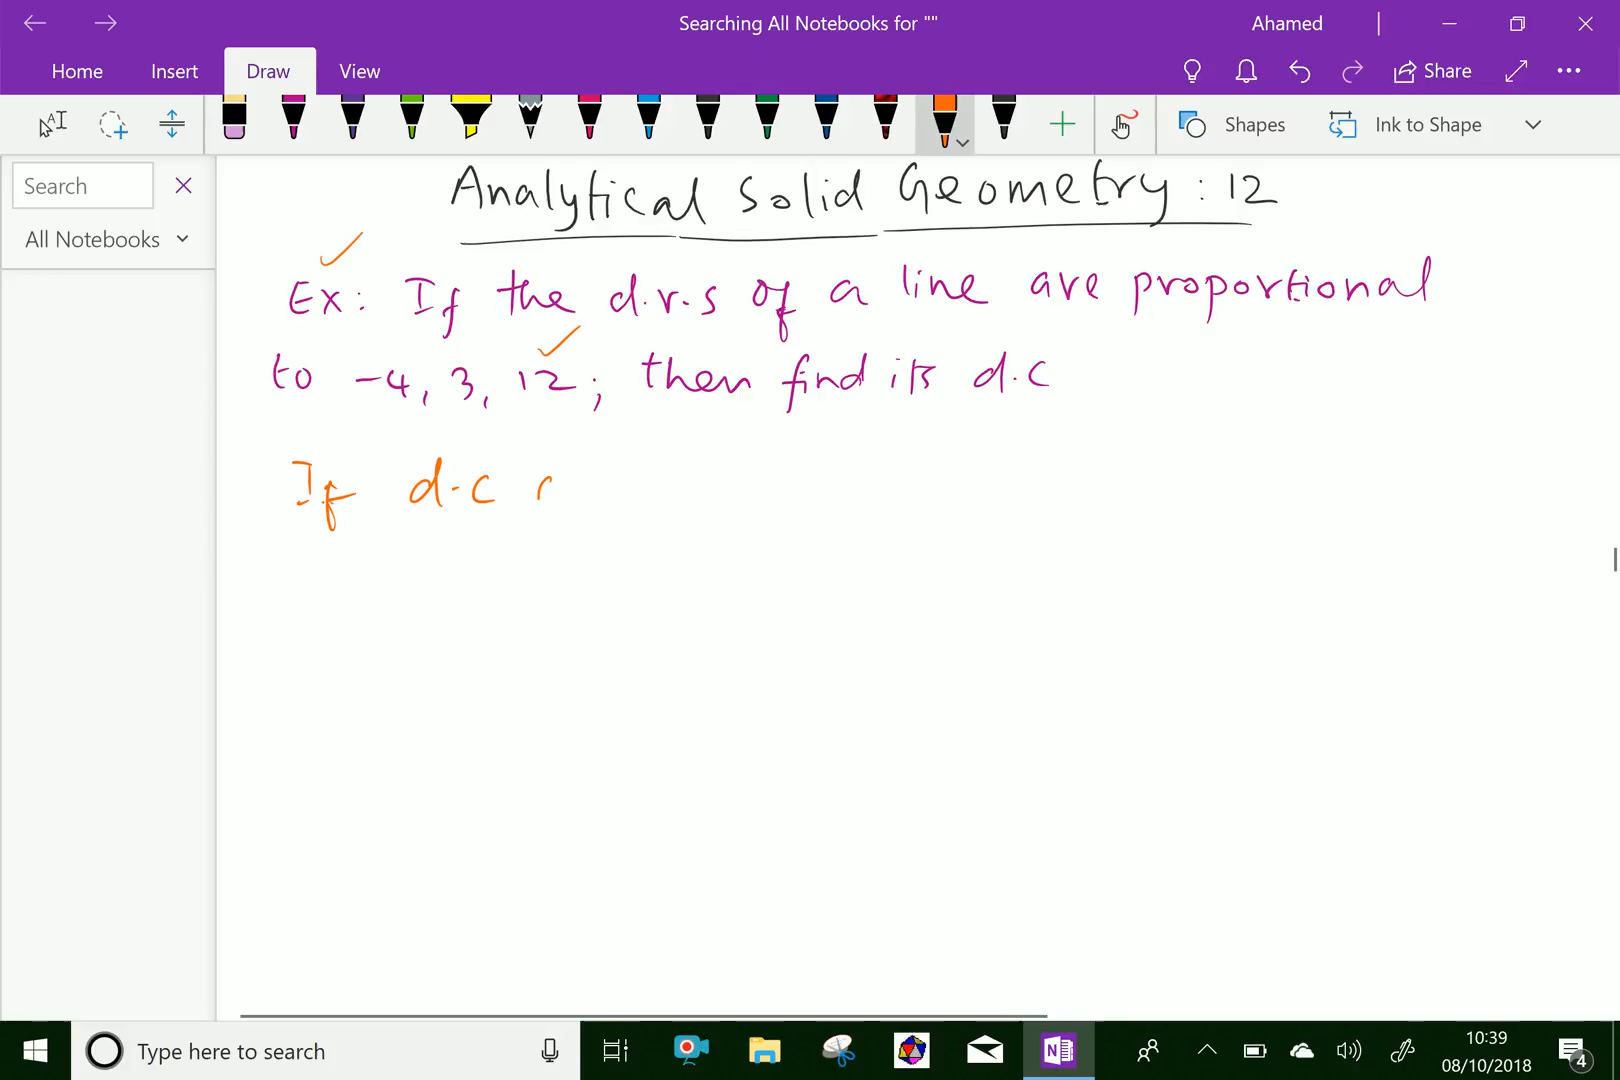 Searching All Notebooks for ""
Ahamed
Home Insert Draw View
Share
Shapes
Ink to Shape
Search
All Notebooks
Analytical Solid Geometry : 12
Ex: If the d.r.s of a line are proportional
to -4, 3, 12; then find its d.c
If d.c
Type here to search
10:39
08/10/2018
4